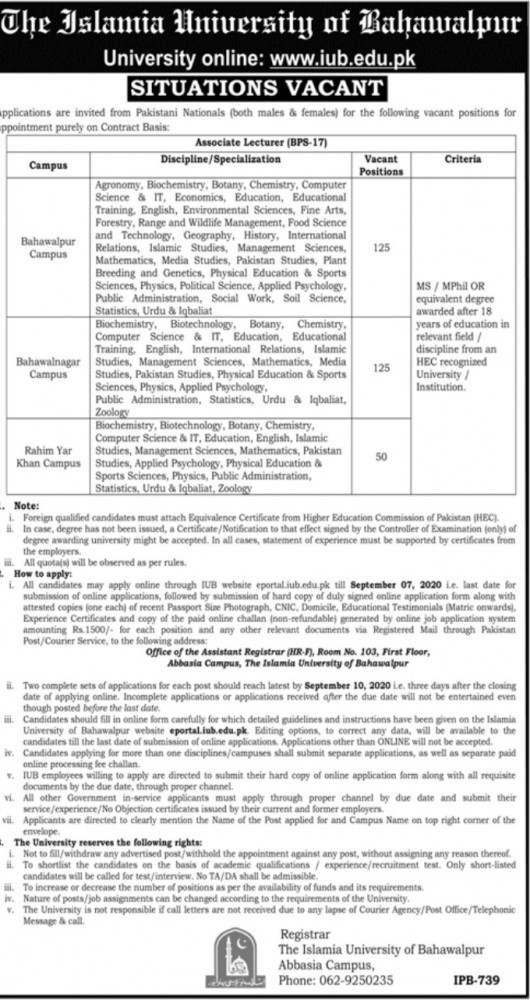 The Islamia University of Bahawalpur
University online: www.iub.edu.pk
SITUATIONS VACANT
applications are invited from Pakistani Nationals (both males & females) for the following vacant positions for
appointment purely on Contract Basis:
Associate Lecturer (BPS-17)
Campus
Discipline/Specialization
Vacant
Positions
Criteria
Bahawalpur
Campus
Agronomy, Biochemistry, Botany, Chemistry, Computer
Science & IT, Economics, Education, Educational
Training, English, Environmental Sciences, Fine Arts,
Forestry, Range and Wildlife Management, Food Science
and Technology, Geography, History, International
Relations, Islamic Studies, Management Sciences,
Mathematics, Media Studies, Pakistan Studies, Plant
Breeding and Genetics, Physical Education & Sports
Sciences, Physics, Political Science, Applied Psychology,
Public Administration, Social Work, Soil Science,
Statistics, Urdu & Iqbaliat
125
MS / MPhil OR
equivalent degree
awarded after 18
years of education in
relevant field /
discipline from an
HEC recognized
University /
Institution.
Bahawalnagar
Campus
Biochemistry, Biotechnology, Botany, Chemistry,
Computer Science & IT, Education, Educational
Training, English, International Relations, Islamic
Studies, Management Sciences, Mathematics, Media
Studies, Pakistan Studies, Physical Education & Sports
Sciences, Physics, Applied Psychology,
Public Administration, Statistics, Urdu & Iqbaliat,
Zoology
125
Rahim Yar
Khan Campus
Biochemistry, Biotechnology, Botany, Chemistry,
Computer Science & IT, Education, English, Islamic
Studies, Management Sciences, Mathematics, Pakistan
Studies, Applied Psychology, Physical Education &
Sports Sciences, Physics, Public Administration,
Statistics, Urdu & Iqbaliat, Zoology
50
1. Note:
i. Foreign qualified candidates must attach Equivalence Certificate from Higher Education Commission of Pakistan (HEC).
ii. In case, degree has not been issued, a Certificate/Notification to that effect signed by the Controller of Examination (only) of
degree awarding university might be accepted. In all cases, statement of experience must be supported by certificates from
the employers.
iii. All quota(s) will be observed as per rules.
2. How to apply:
i. All candidates may apply online through IUB website eportal.iub.edu.pk till September 07, 2020 i.e. last date for
submission of online applications, followed by submission of hard copy of duly signed online application form along with
attested copies (one each) of recent Passport Size Photograph, CNIC, Domicile, Educational Testimonials (Matric onwards),
Experience Certificates and copy of the paid online challan (non-refundable) generated by online job application system
amounting Rs.1500/- for each position and any other relevant documents via Registered Mail through Pakistan
Post/Courier Service, to the following address:
Office of the Assistant Registrar (HR-F), Room No. 103, First Floor,
Abbasia Campus, The Islamia University of Bahawalpur
ii. Two complete sets of applications for each post should reach latest by September 10, 2020 i.e. three days after the closing
date of applying online. Incomplete applications or applications received after the due date will not be entertained even
though posted before the last date.
iii. Candidates should fill in online form carefully for which detailed guidelines and instructions have been given on the Islamia
University of Bahawalpur website eportal.iub.edu.pk. Editing options, to correct any data, will be available to the
candidates till the last date of submission of online applications. Applications other than ONLINE will not be accepted.
iv. Candidates applying for more than one disciplines/campuses shall submit separate applications, as well as separate paid
online processing fee challan.
v. IUB employees willing to apply are directed to submit their hard copy of online application form along with all requisite
documents by the due date, through proper channel.
vi. All other Government in-service applicants must apply through proper channel by due date and submit their
service/experience/No Objection certificates issued by their current and former employers.
vii. Applicants are directed to clearly mention the Name of the Post applied for and Campus Name on top right corner of the
envelope.
3. The University reserves the following rights:
i. Not to fill/withdraw any advertised post/withhold the appointment against any post, without assigning any reason thereof.
ii. To shortlist the candidates on the basis of academic qualifications / experience/recruitment test. Only short-listed
candidates will be called for test/interview. No TA/DA shall be admissible.
iii. To increase or decrease the number of positions as per the availability of funds and its requirements.
iv. Nature of posts/job assignments can be changed according to the requirements of the University.
v. The University is not responsible if call letters are not received due to any lapse of Courier Agency/Post Office/Telephonic
Message & call.
Registrar
The Islamia University of Bahawalpur
Abbasia Campus,
Phone: 062-9250235
IPB-739